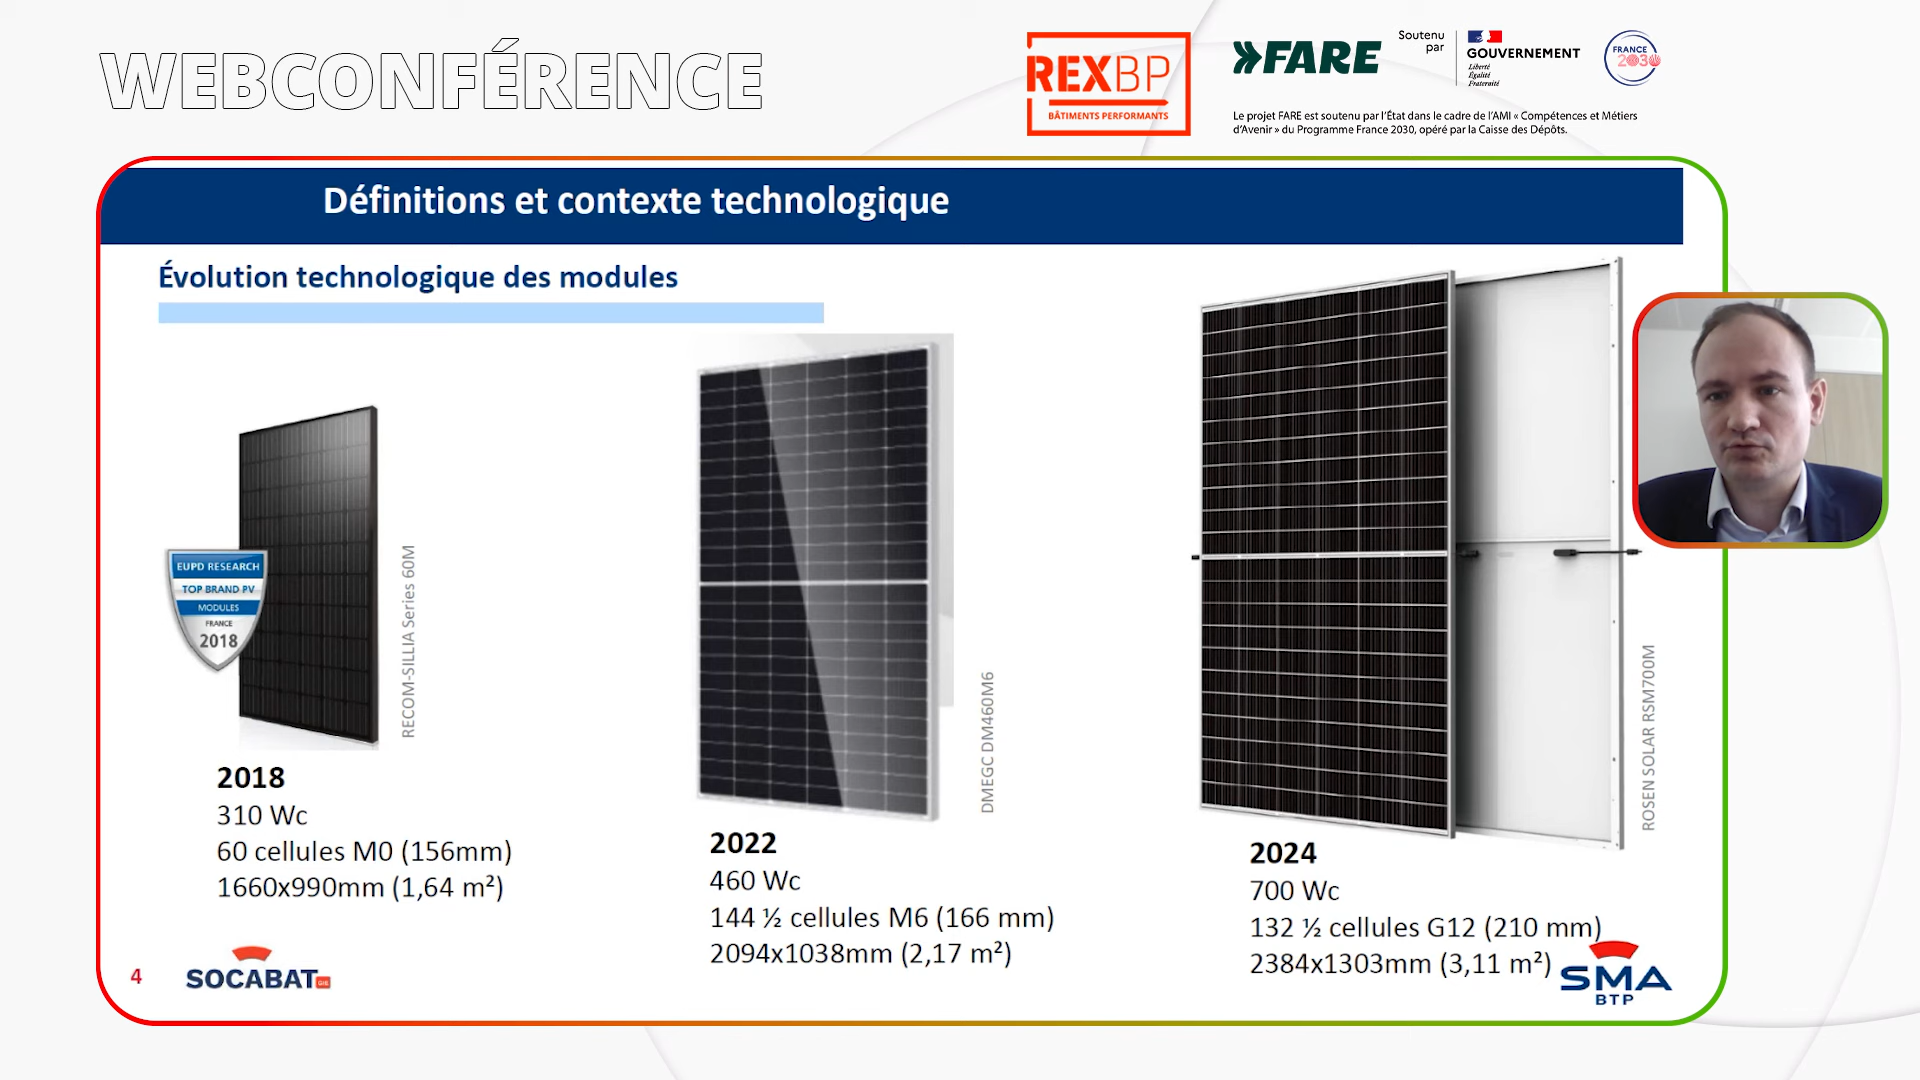 WEBCONFÉRENCE
REXBP
BÂTIMENTS PERFORMANTS
FARE
Soutenu
par
GOUVERNEMENT
Liberté
Égalité
Fraternité
FRANCE
2030
Le projet FARE est soutenu par l'État dans le cadre de l'AMI « Compétences et Métiers
d'Avenir » du Programme France 2030, opéré par la Caisse des Dépôts.
Définitions et contexte technologique
Évolution technologique des modules
EUPD RESEARCH
TOP BRAND PV
MODULES
FRANCE
2018
RECOM-SILLIA Series 60M
2018
310 Wc
60 cellules M0 (156mm)
1660x990mm (1,64 m²)
DMEGC DM460M6
2022
460 Wc
144 ½ cellules M6 (166 mm)
2094x1038mm (2,17 m²)
ROSEN SOLAR RSM700M
2024
700 Wc
132 ½ cellules G12 (210 mm)
2384x1303mm (3,11 m²)
4
SOCABAT
GIE
SMA
BTP